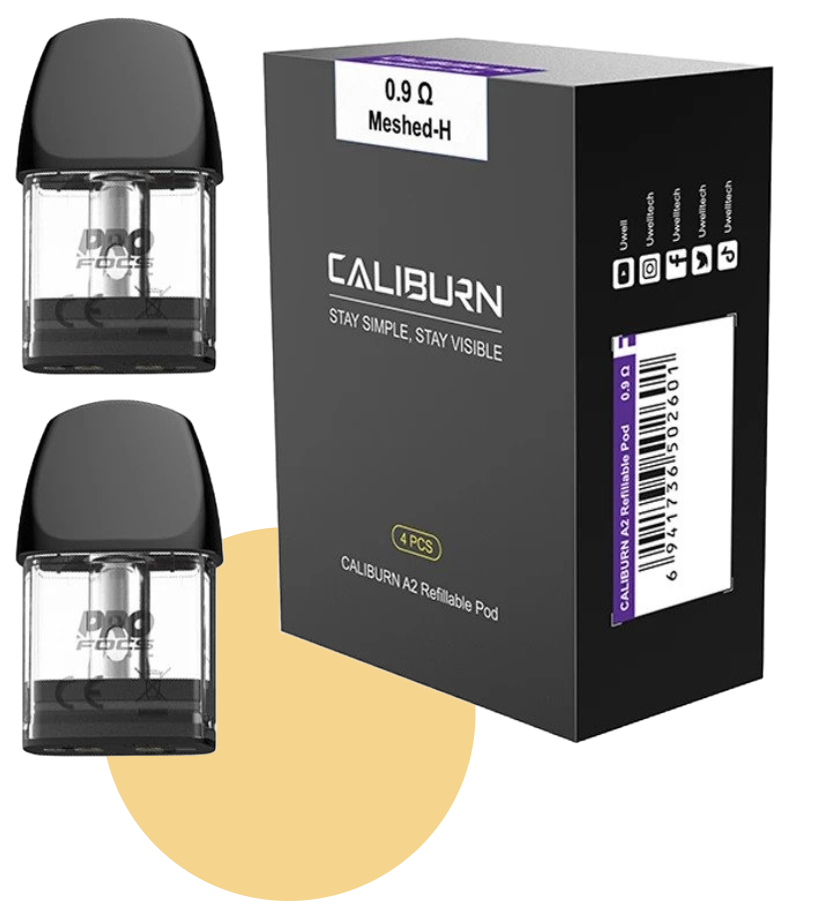 PRO
FOCS
CE
PRO
FOCS
CE
0.9 Ω
Meshed-H
CALIBURN
STAY SIMPLE, STAY VISIBLE
4 PCS
CALIBURN A2 Refillable Pod
Uwell
Uwelltech
Uwelltech
Uwelltech
Uwelltech
CALIBURN A2 Refillable Pod 0.9 Ω
6 941736 502601